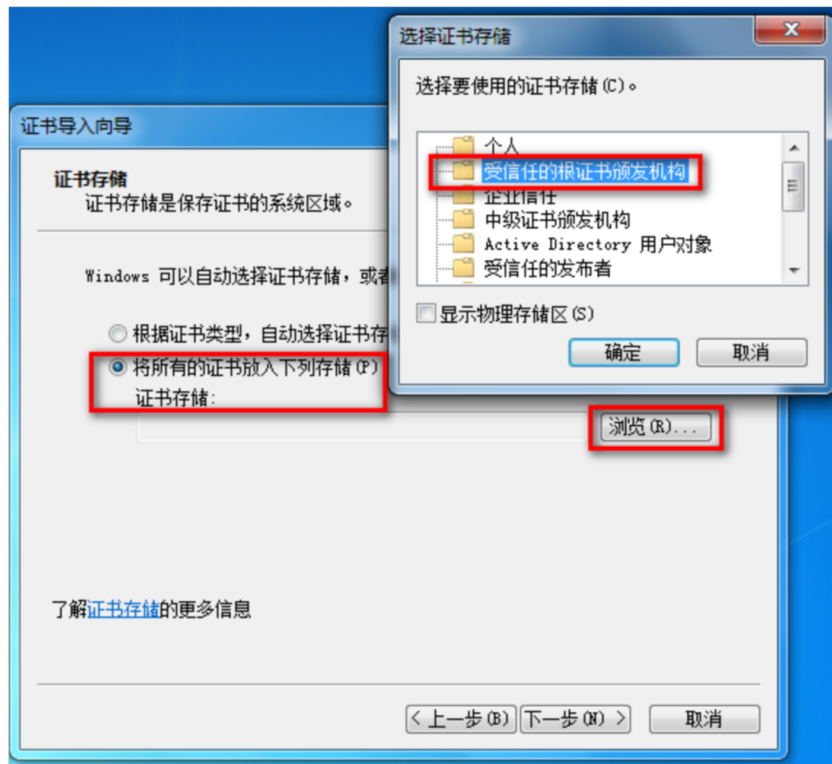 选择证书存储
选择要使用的证书存储(C)。
个人
受信任的根证书颁发机构
企业信任
中级证书颁发机构
Active Directory 用户对象
受信任的发布者
显示物理存储区(S)
确定
取消
证书导入向导
证书存储
证书存储是保存证书的系统区域。
Windows 可以自动选择证书存储，或者
根据证书类型，自动选择证书存
将所有的证书放入下列存储(P)
证书存储:
浏览(R)...
了解证书存储的更多信息
< 上一步(B)
下一步(N) >
取消